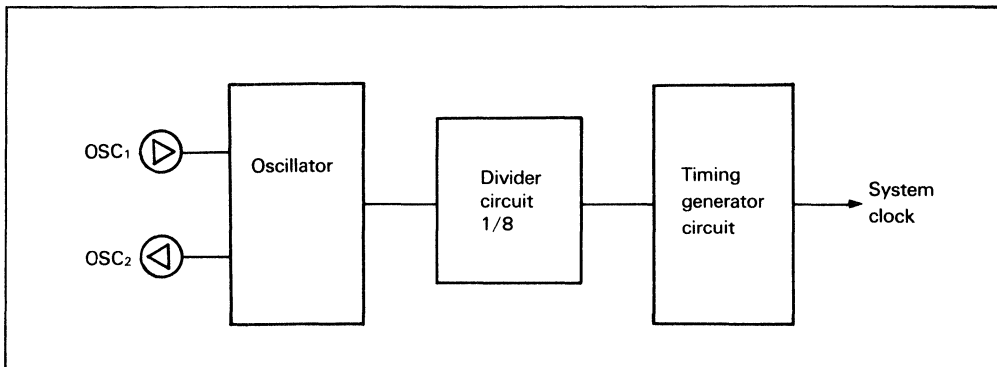 OSC₁
OSC₂
Oscillator
Divider
circuit
1/8
Timing
generator
circuit
System
clock